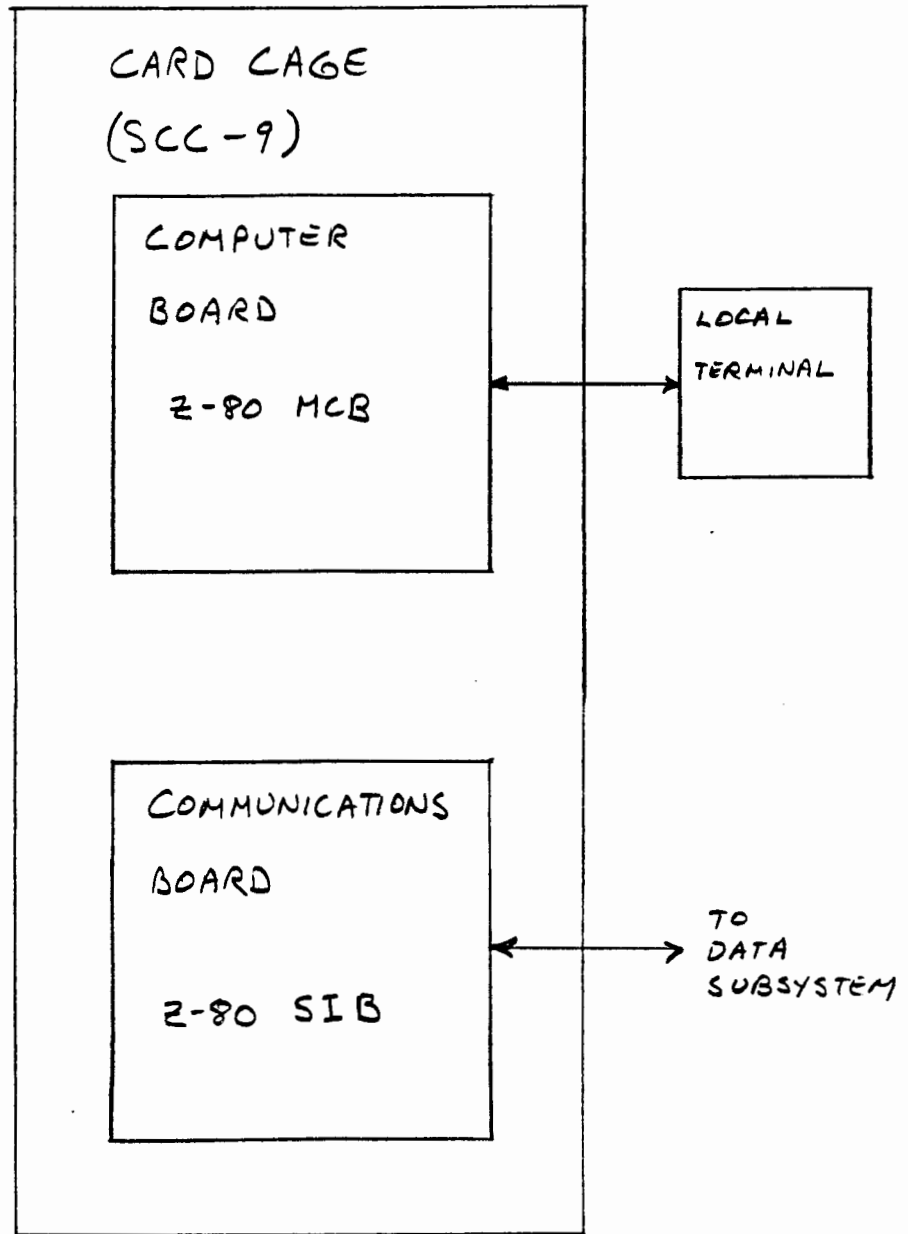 CARD CAGE
(SCC-9)
COMPUTER
BOARD
Z-80 MCB
LOCAL
TERMINAL
COMMUNICATIONS
BOARD
Z-80 SIB
TO
DATA
SUBSYSTEM